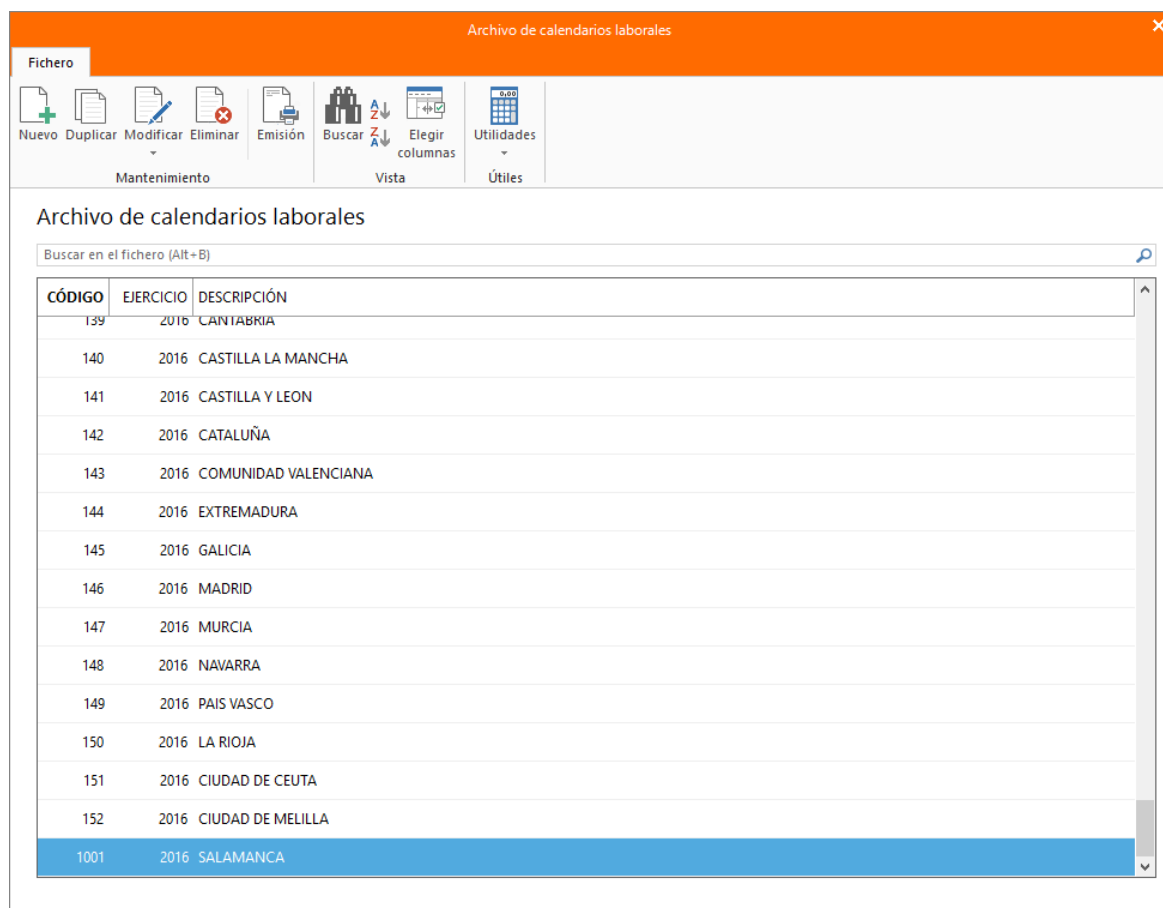 Archivo de calendarios laborales
Fichero
Nuevo Duplicar Modificar Eliminar Emisión Buscar Elegir columnas Utilidades
Mantenimiento Vista Útiles
Archivo de calendarios laborales
Buscar en el fichero (Alt+B)
CÓDIGO EJERCICIO DESCRIPCIÓN
139 2016 CANTABRIA
140 2016 CASTILLA LA MANCHA
141 2016 CASTILLA Y LEON
142 2016 CATALUÑA
143 2016 COMUNIDAD VALENCIANA
144 2016 EXTREMADURA
145 2016 GALICIA
146 2016 MADRID
147 2016 MURCIA
148 2016 NAVARRA
149 2016 PAIS VASCO
150 2016 LA RIOJA
151 2016 CIUDAD DE CEUTA
152 2016 CIUDAD DE MELILLA
1001 2016 SALAMANCA